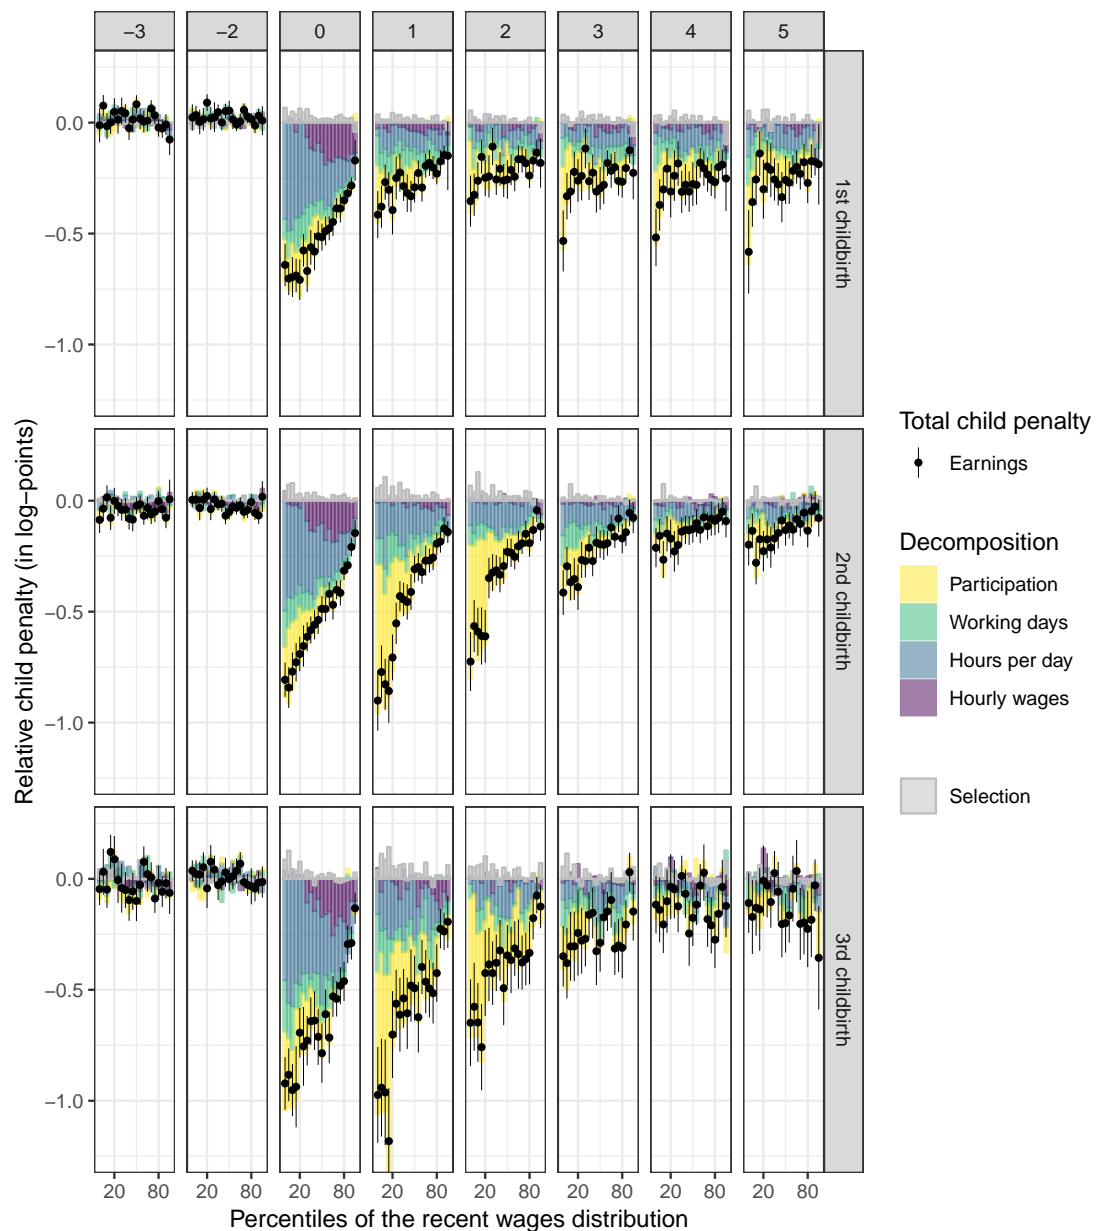 −3 −2 0 1 2 3 4 5
0.0
−0.5
−1.0
1st childbirth
0.0
−0.5
−1.0
2nd childbirth
0.0
−0.5
−1.0
3rd childbirth
20 80 20 80 20 80 20 80 20 80 20 80 20 80 20 80
Percentiles of the recent wages distribution
Relative child penalty (in log−points)
Total child penalty
Earnings
Decomposition
Participation
Working days
Hours per day
Hourly wages
Selection